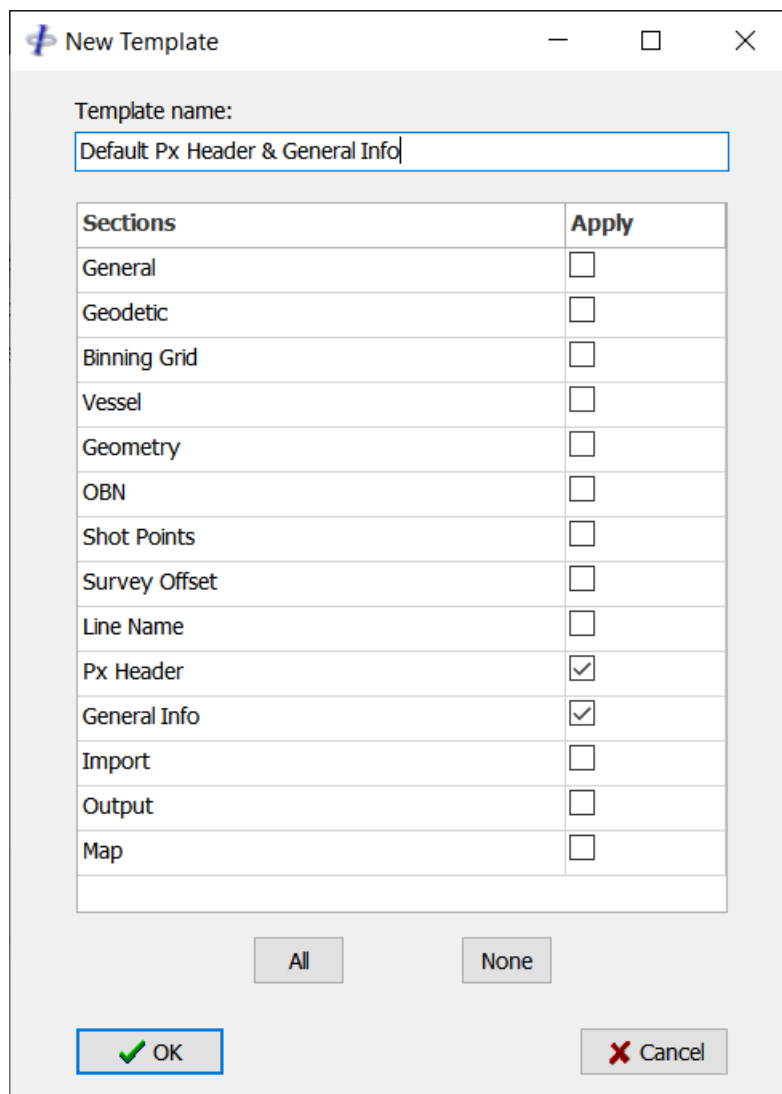 New Template
Template name:
Default Px Header & General Info
Sections Apply
General
Geodetic
Binning Grid
Vessel
Geometry
OBN
Shot Points
Survey Offset
Line Name
Px Header
General Info
Import
Output
Map
All None
OK Cancel